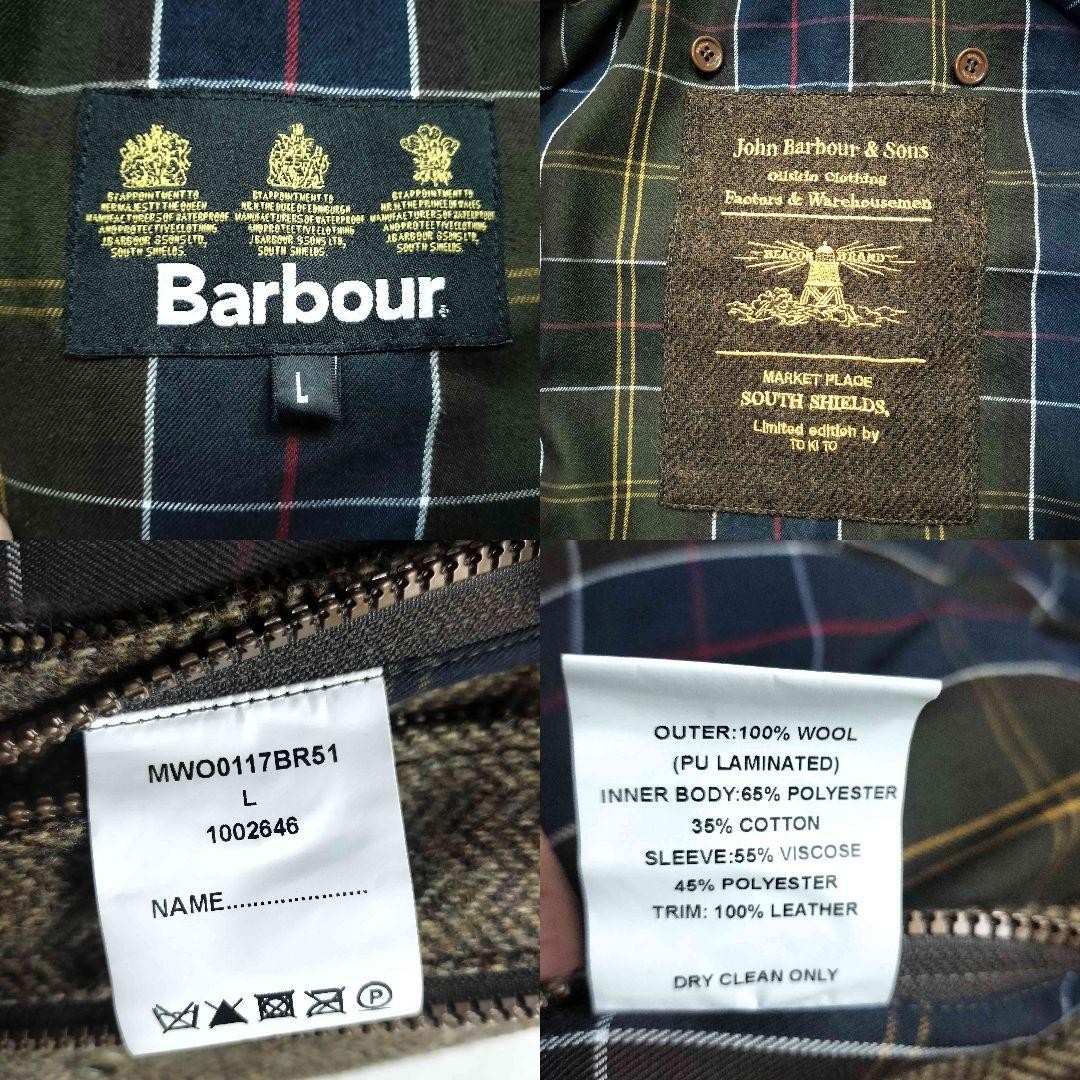 BY APPOINTMENT TO
HER MAJESTY THE QUEEN
MANUFACTURERS OF WATERPROOF
AND PROTECTIVE CLOTHING
J.BARBOUR & SONS LTD,
SOUTH SHIELDS.
BY APPOINTMENT TO
H.R.H. THE DUKE OF EDINBURGH
MANUFACTURERS OF WATERPROOF
AND PROTECTIVE CLOTHING
J.BARBOUR & SONS LTD,
SOUTH SHIELDS.
BY APPOINTMENT TO
H.R.H. THE PRINCE OF WALES
MANUFACTURERS OF WATERPROOF
AND PROTECTIVE CLOTHING
J.BARBOUR & SONS LTD,
SOUTH SHIELDS.
Barbour
L
John Barbour & Sons
Oilskin Clothing
Factors & Warehousemen
BEACON BRAND
MARKET PLACE
SOUTH SHIELDS.
Limited edition by
TO KI TO
MWO0117BR51
L
1002646
NAME.....................
P
OUTER:100% WOOL
(PU LAMINATED)
INNER BODY:65% POLYESTER
35% COTTON
SLEEVE:55% VISCOSE
45% POLYESTER
TRIM: 100% LEATHER
DRY CLEAN ONLY